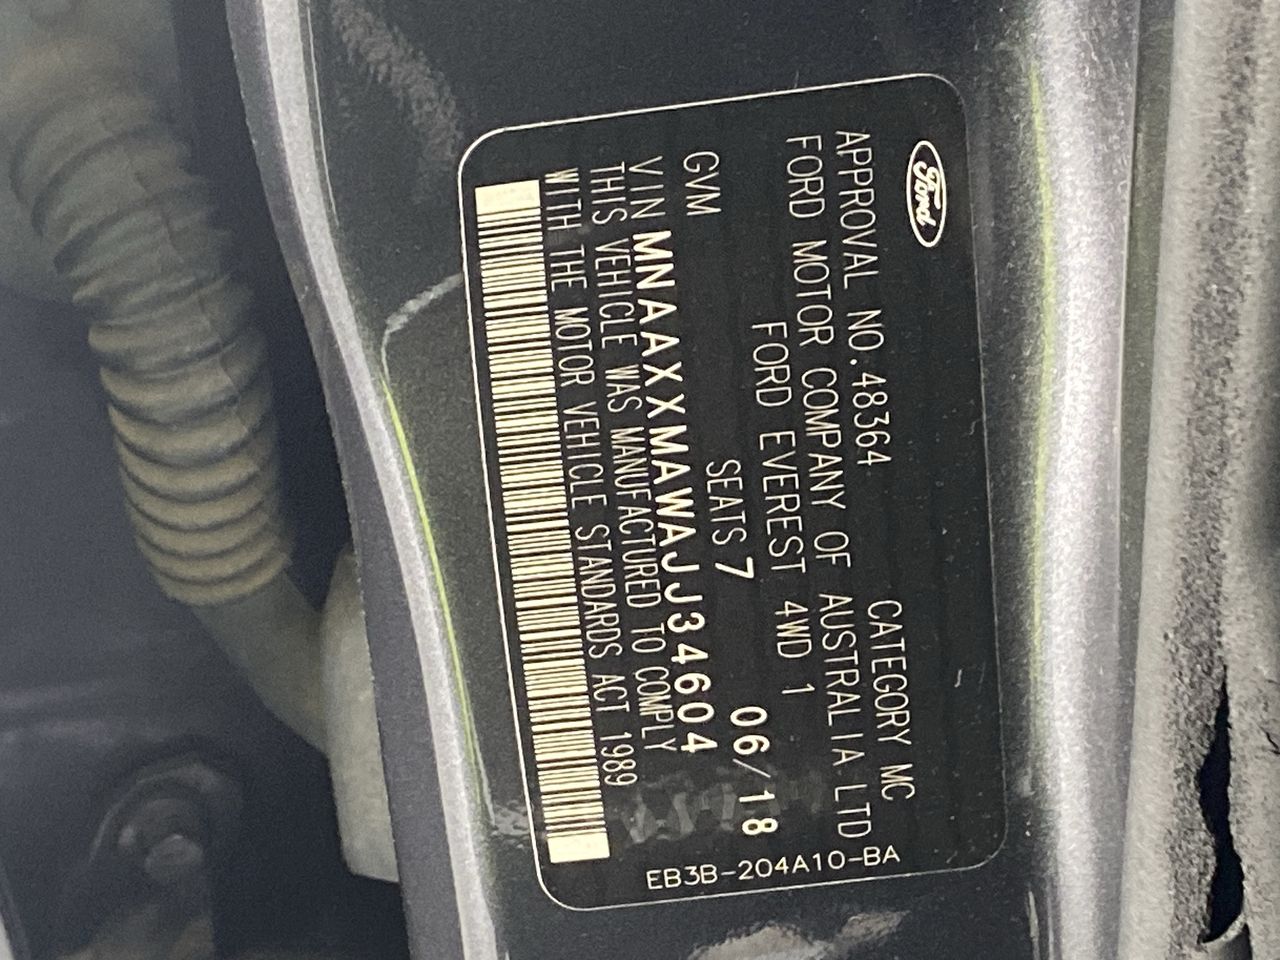 Ford
APPROVAL NO.48364 CATEGORY MC
FORD MOTOR COMPANY OF AUSTRALIA LTD
FORD EVEREST 4WD 1
GVM SEATS 7 06/18
VIN MNAAXXMAWAJJ34604
THIS VEHICLE WAS MANUFACTURED TO COMPLY
WITH THE MOTOR VEHICLE STANDARDS ACT 1989
EB3B-204A10-BA